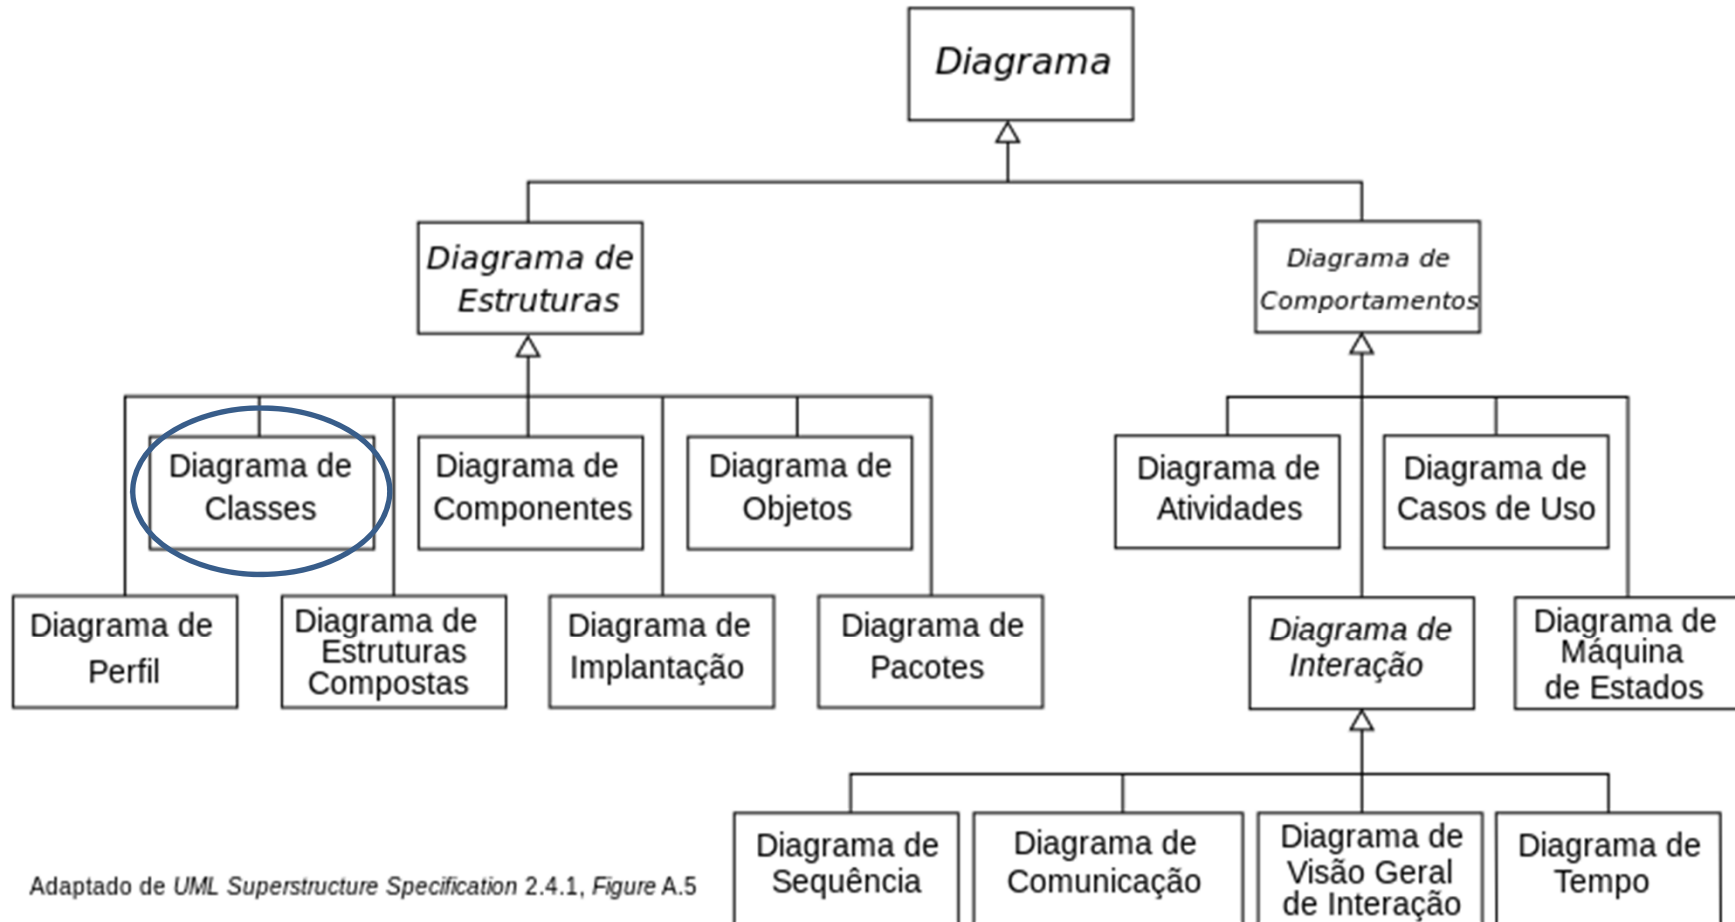 Diagrama
Diagrama de
Estruturas
Diagrama de
Comportamentos
Diagrama de
Classes
Diagrama de
Componentes
Diagrama de
Objetos
Diagrama de
Atividades
Diagrama de
Casos de Uso
Diagrama de
Perfil
Diagrama de
Estruturas
Compostas
Diagrama de
Implantação
Diagrama de
Pacotes
Diagrama de
Interação
Diagrama de
Máquina
de Estados
Diagrama de
Sequência
Diagrama de
Comunicação
Diagrama de
Visão Geral
de Interação
Diagrama de
Tempo
Adaptado de UML Superstructure Specification 2.4.1, Figure A.5